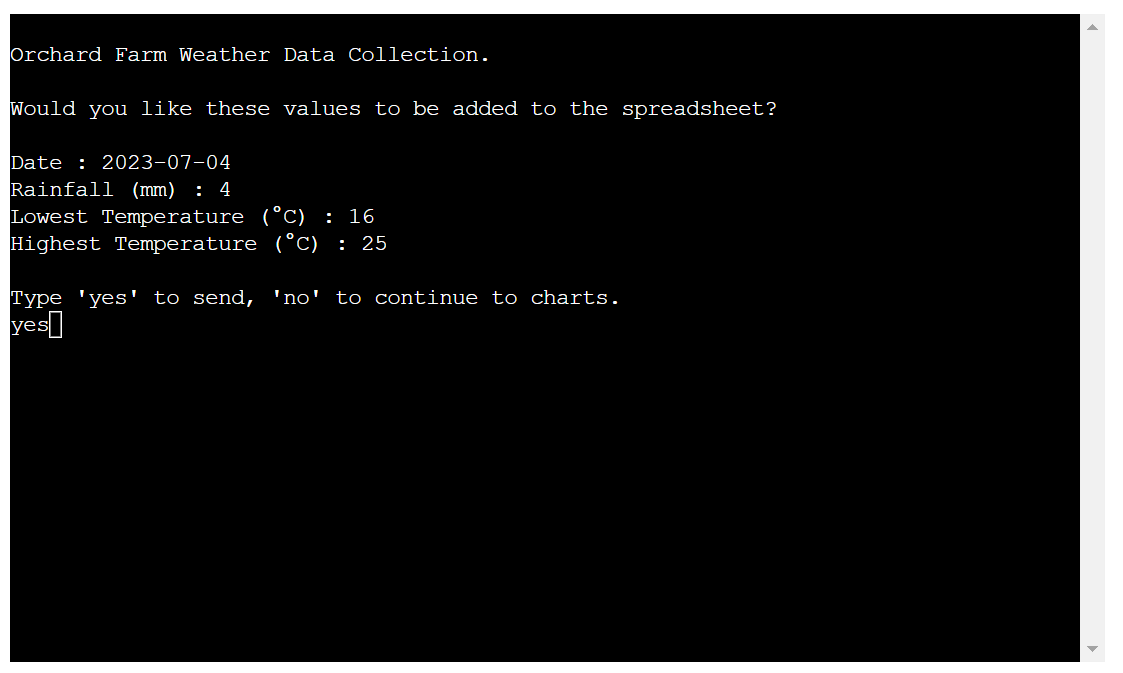 Orchard Farm Weather Data Collection.
Would you like these values to be added to the spreadsheet?
Date : 2023-07-04
Rainfall (mm) : 4
Lowest Temperature (°C) : 16
Highest Temperature (°C) : 25
Type 'yes' to send, 'no' to continue to charts.
yes